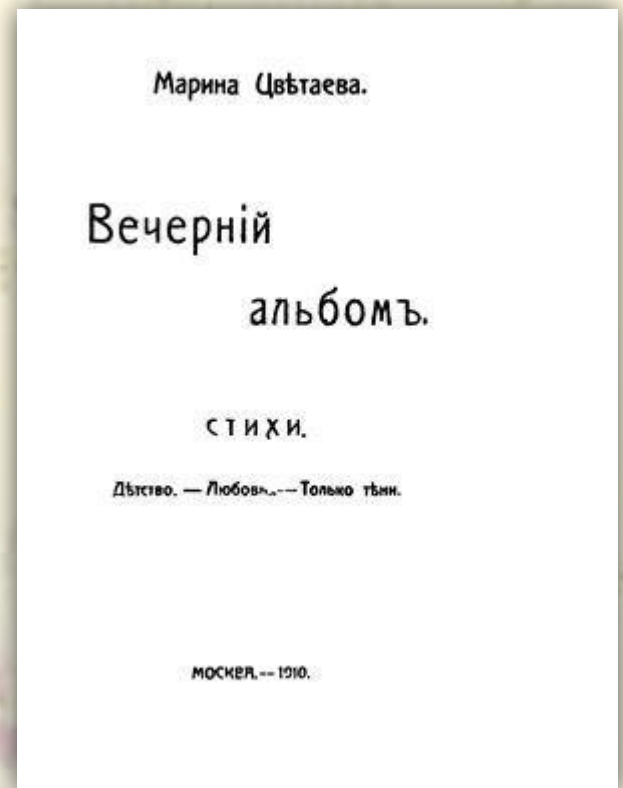 Марина Цвѣтаева.
Вечерній
альбомъ.
СТИХИ.
Дѣтство. — Любовь. — Только тѣни.
МОСКВА. — 1910.